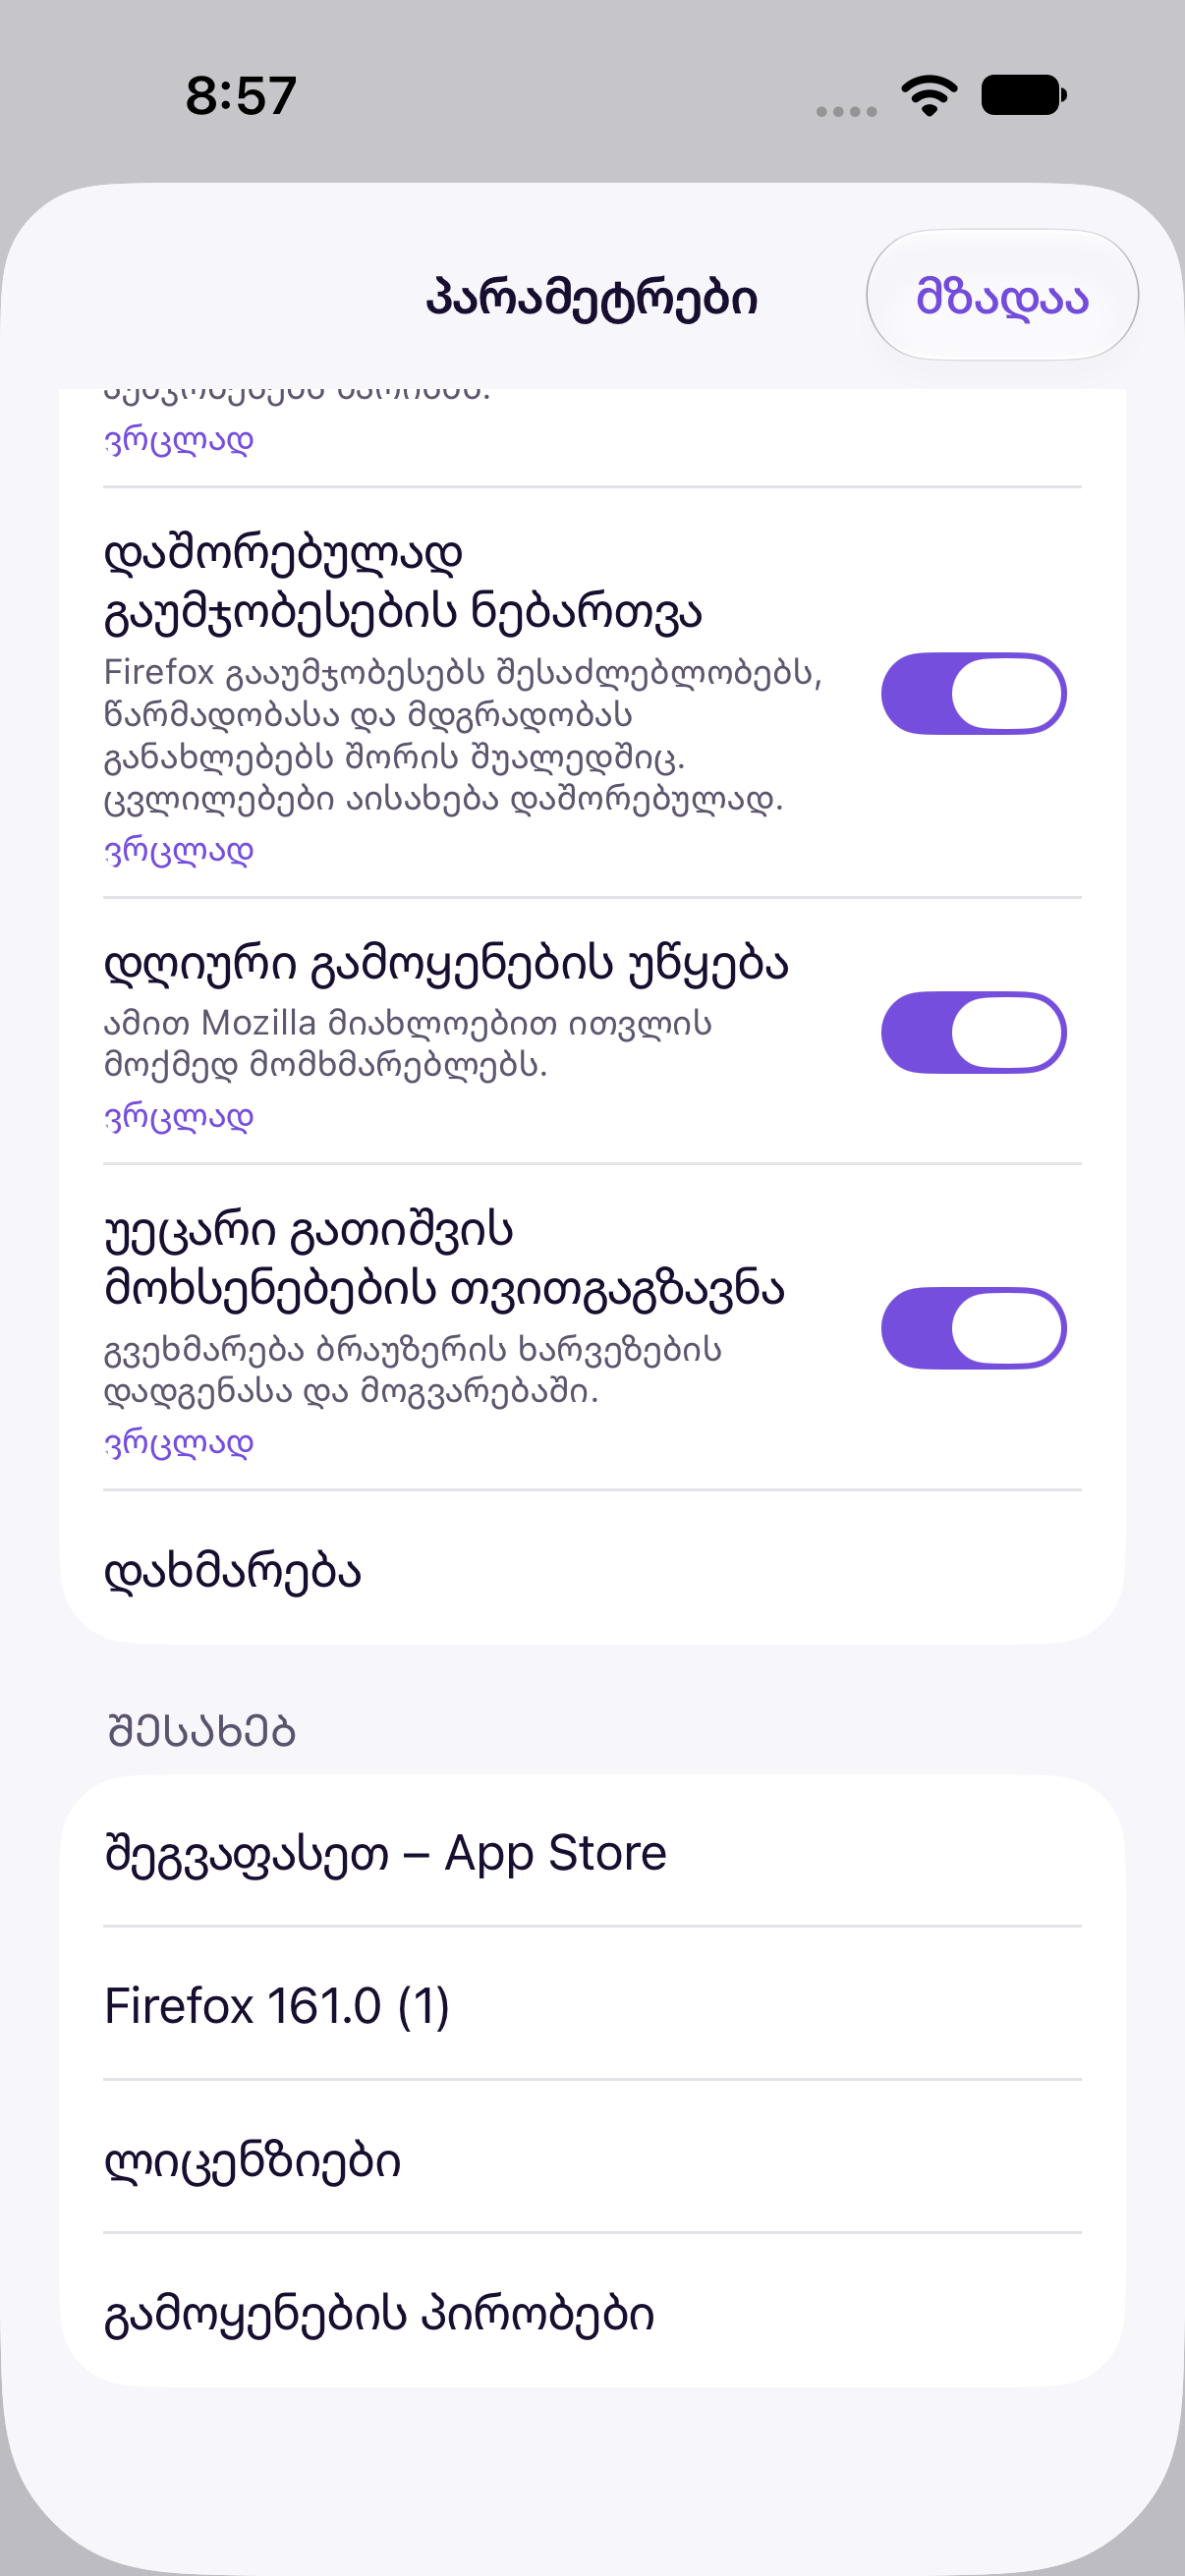 8:57
პარამეტრები
მზადაა
ვრცლად
დაშორებულად
გაუმჯობესების ნებართვა
Firefox გააუმჯობესებს შესაძლებლობებს,
წარმადობასა და მდგრადობას
განახლებებს შორის შუალედშიც.
ცვლილებები აისახება დაშორებულად.
ვრცლად
დღიური გამოყენების უწყება
ამით Mozilla მიახლოებით ითვლის
მოქმედ მომხმარებლებს.
ვრცლად
უეცარი გათიშვის
მოხსენებების თვითგაგზავნა
გვეხმარება ბრაუზერის ხარვეზების
დადგენასა და მოგვარებაში.
ვრცლად
დახმარება
ᲨᲔᲡᲐᲮᲔᲑ
შეგვაფასეთ – App Store
Firefox 161.0 (1)
ლიცენზიები
გამოყენების პირობები